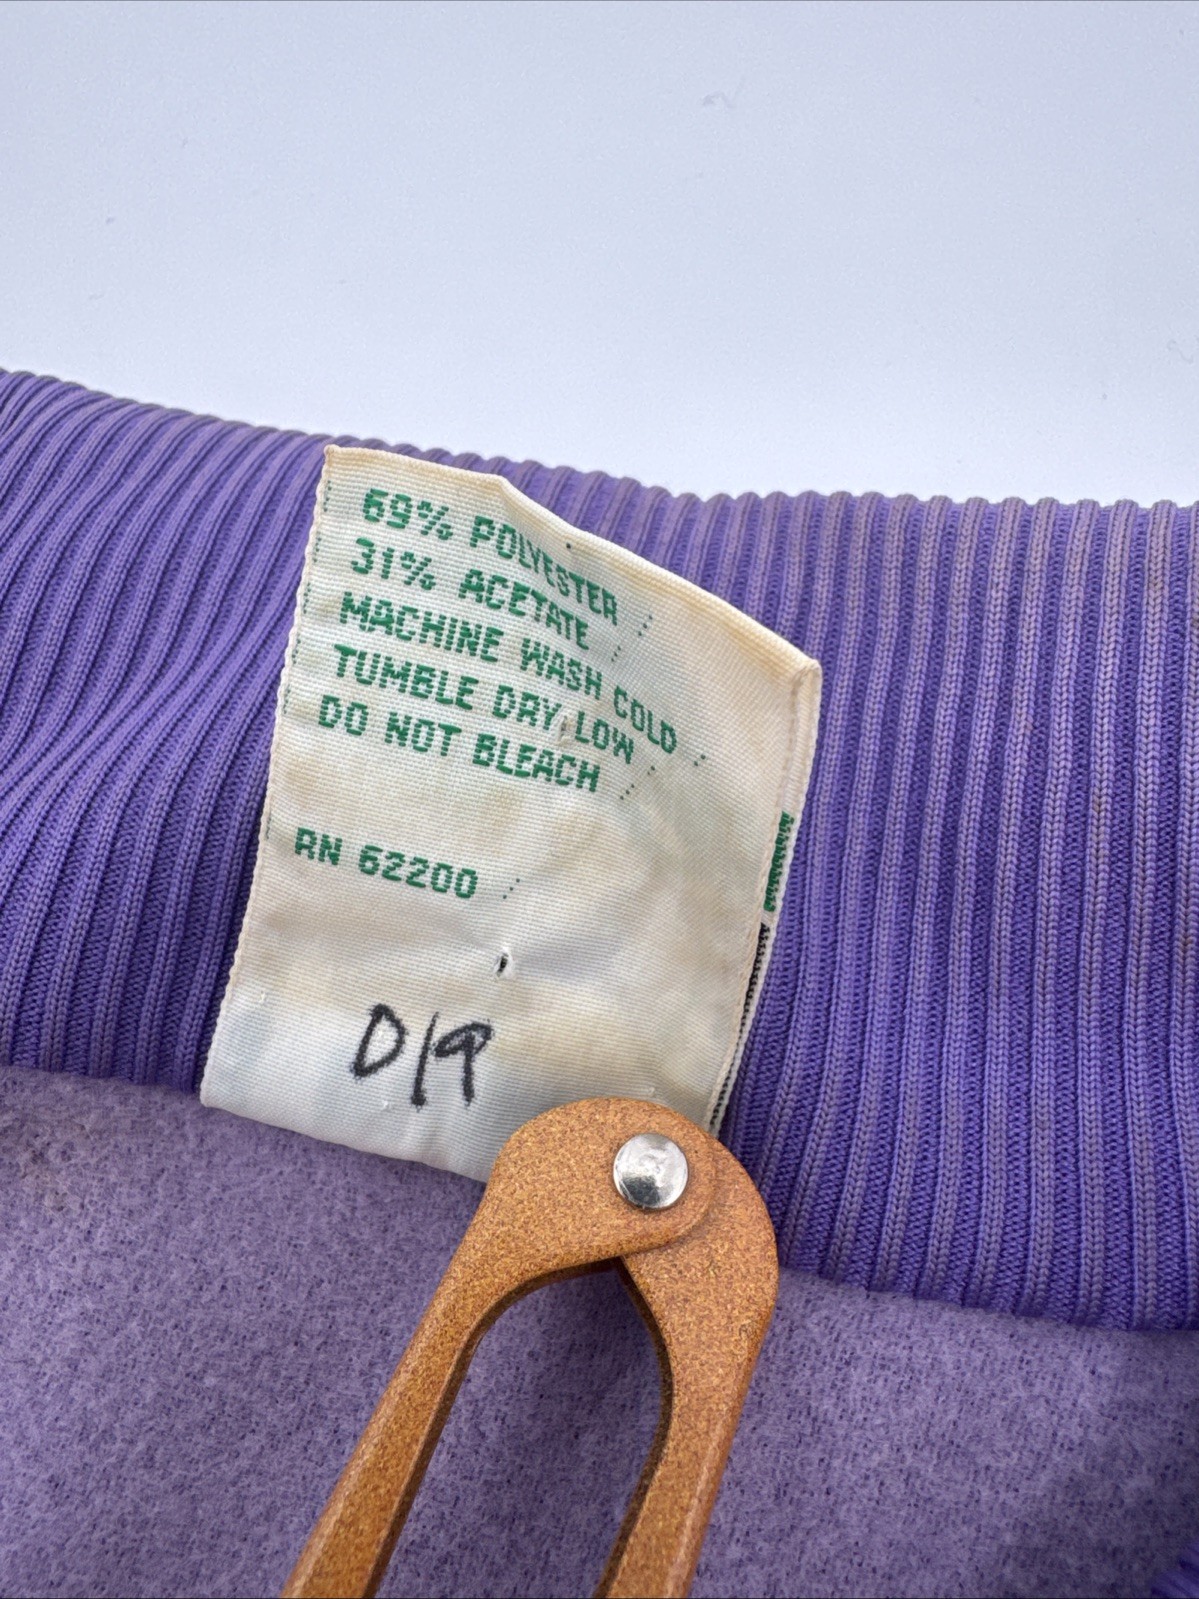 69% POLYESTER
31% ACETATE
MACHINE WASH COLD
TUMBLE DRY LOW
DO NOT BLEACH
RN 62200
D19